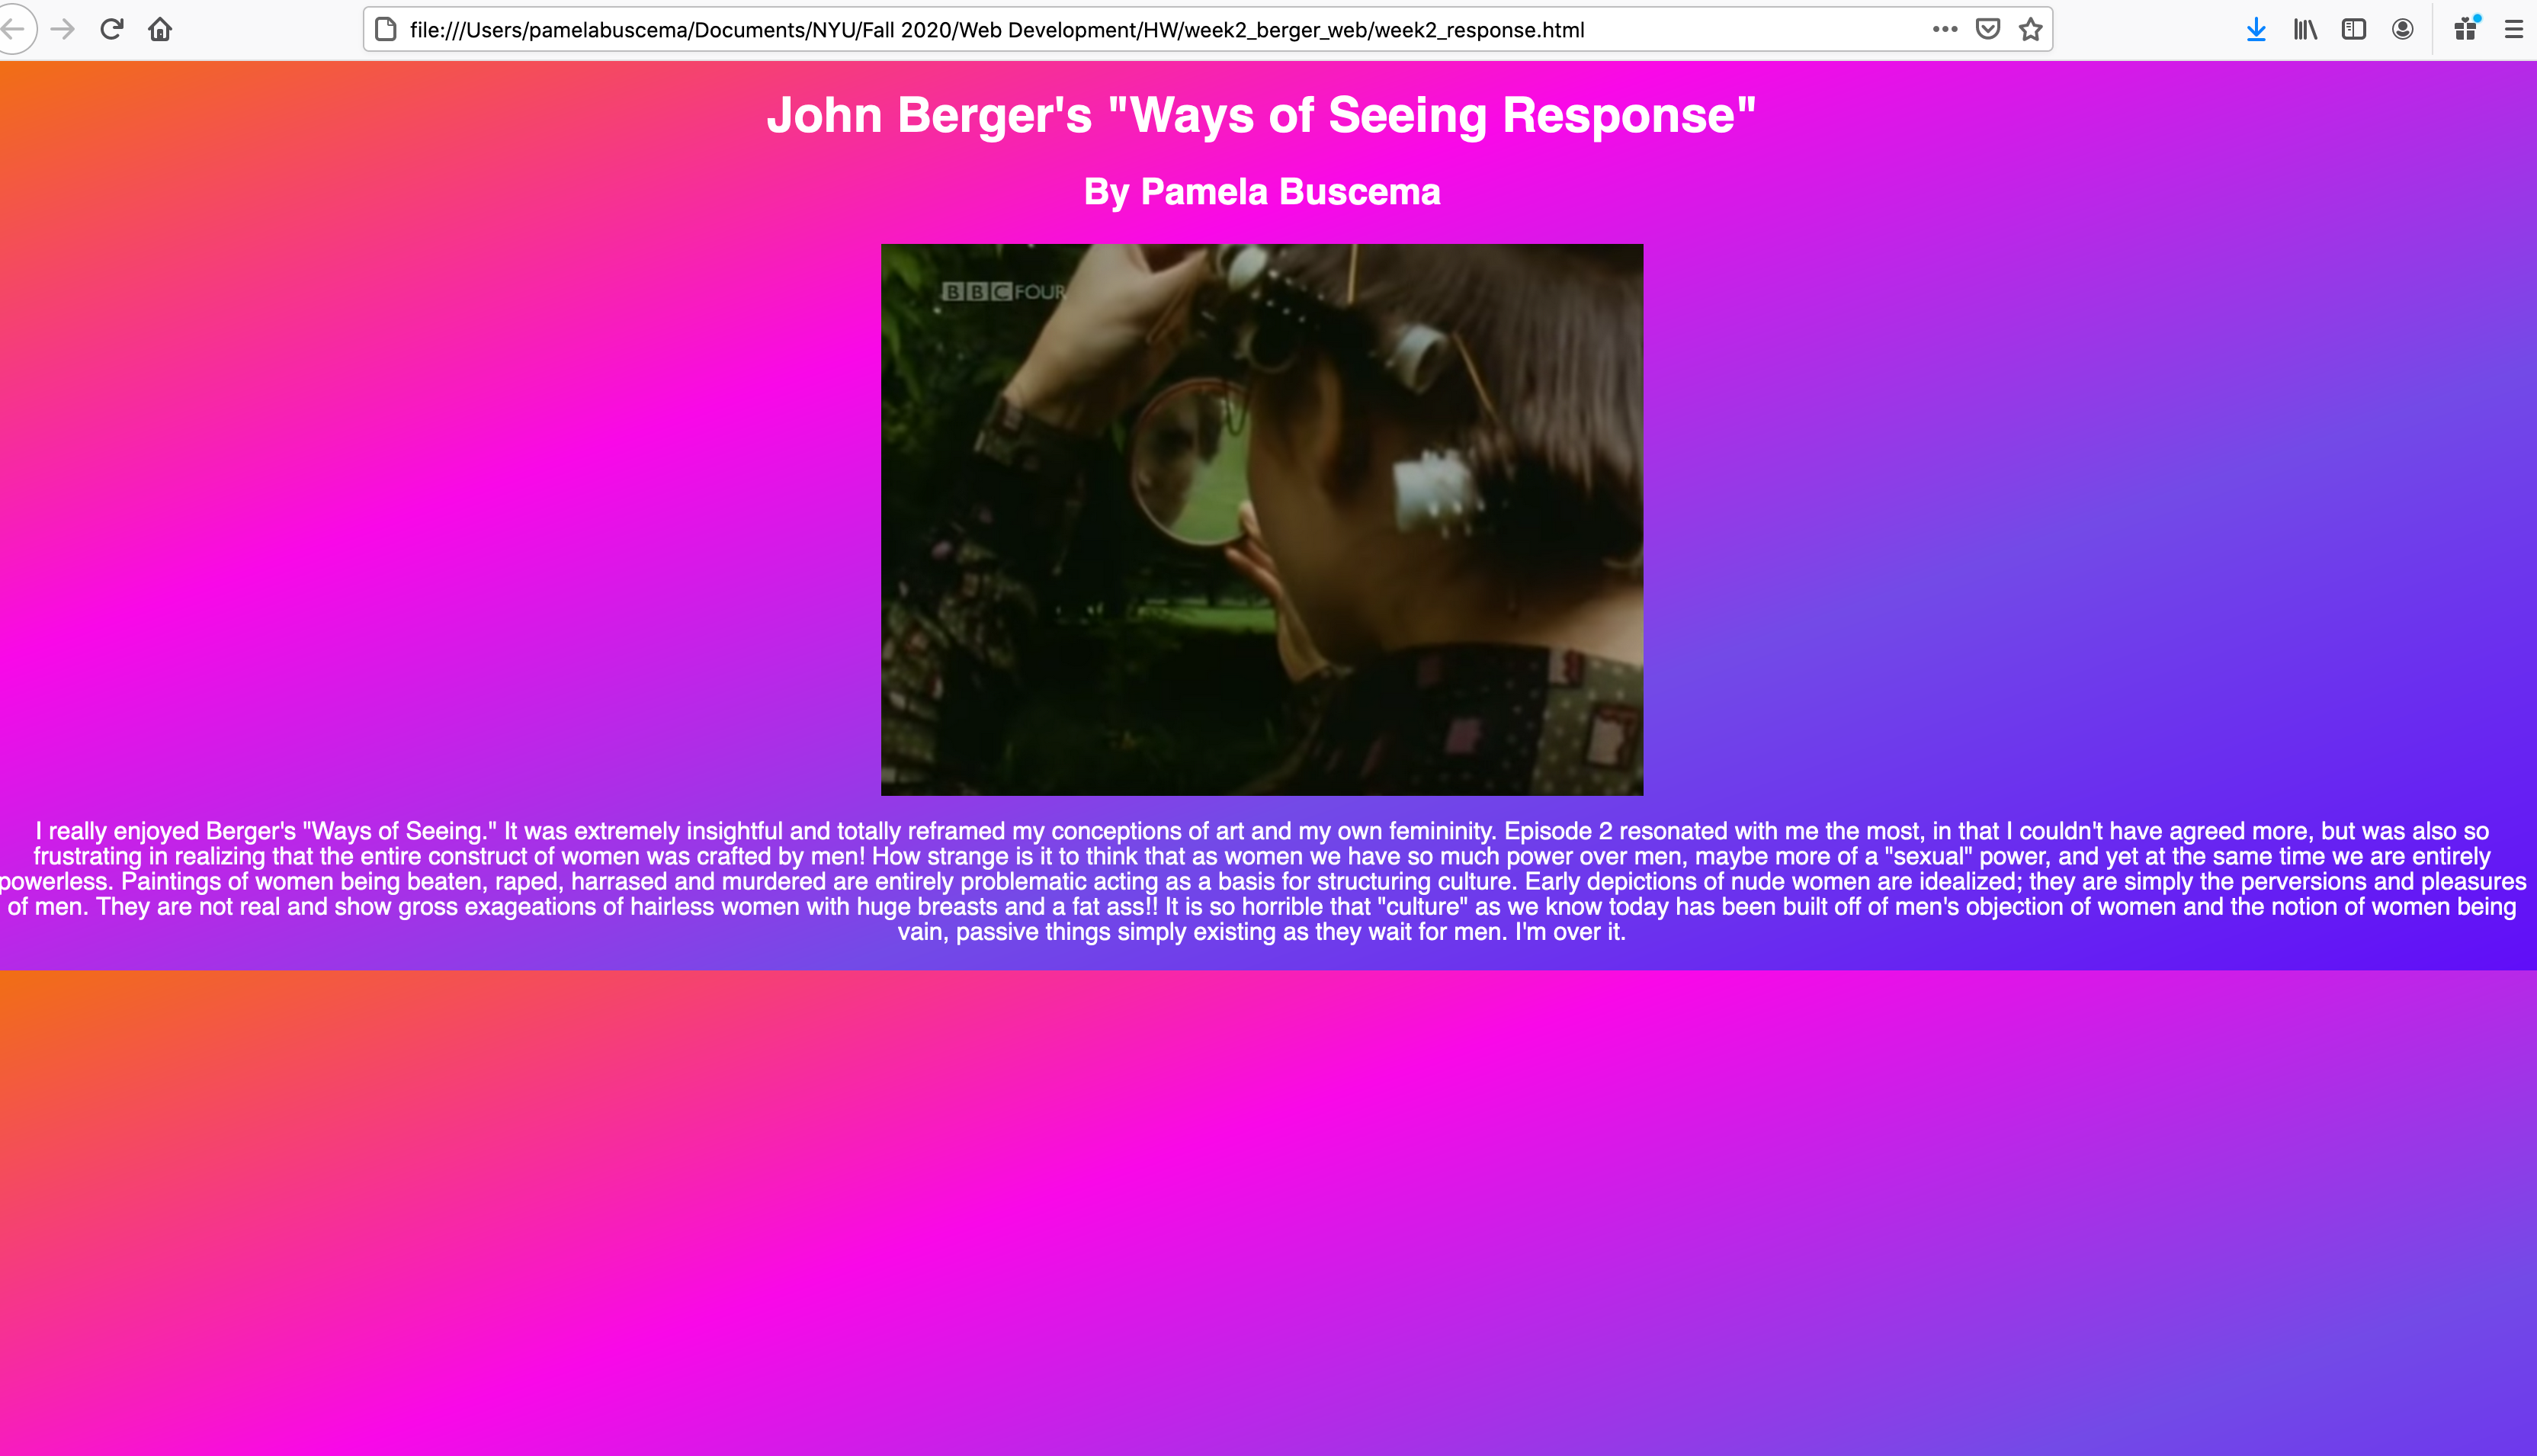 file:///Users/pamelabuscema/Documents/NYU/Fall 2020/Web Development/HW/week2_berger_web/week2_response.html
John Berger's "Ways of Seeing Response"
By Pamela Buscema
BBC FOUR
I really enjoyed Berger's "Ways of Seeing." It was extremely insightful and totally reframed my conceptions of art and my own femininity. Episode 2 resonated with me the most, in that I couldn't have agreed more, but was also so
frustrating in realizing that the entire construct of women was crafted by men! How strange is it to think that as women we have so much power over men, maybe more of a "sexual" power, and yet at the same time we are entirely
powerless. Paintings of women being beaten, raped, harrased and murdered are entirely problematic acting as a basis for structuring culture. Early depictions of nude women are idealized; they are simply the perversions and pleasures
of men. They are not real and show gross exageations of hairless women with huge breasts and a fat ass!! It is so horrible that "culture" as we know today has been built off of men's objection of women and the notion of women being
vain, passive things simply existing as they wait for men. I'm over it.